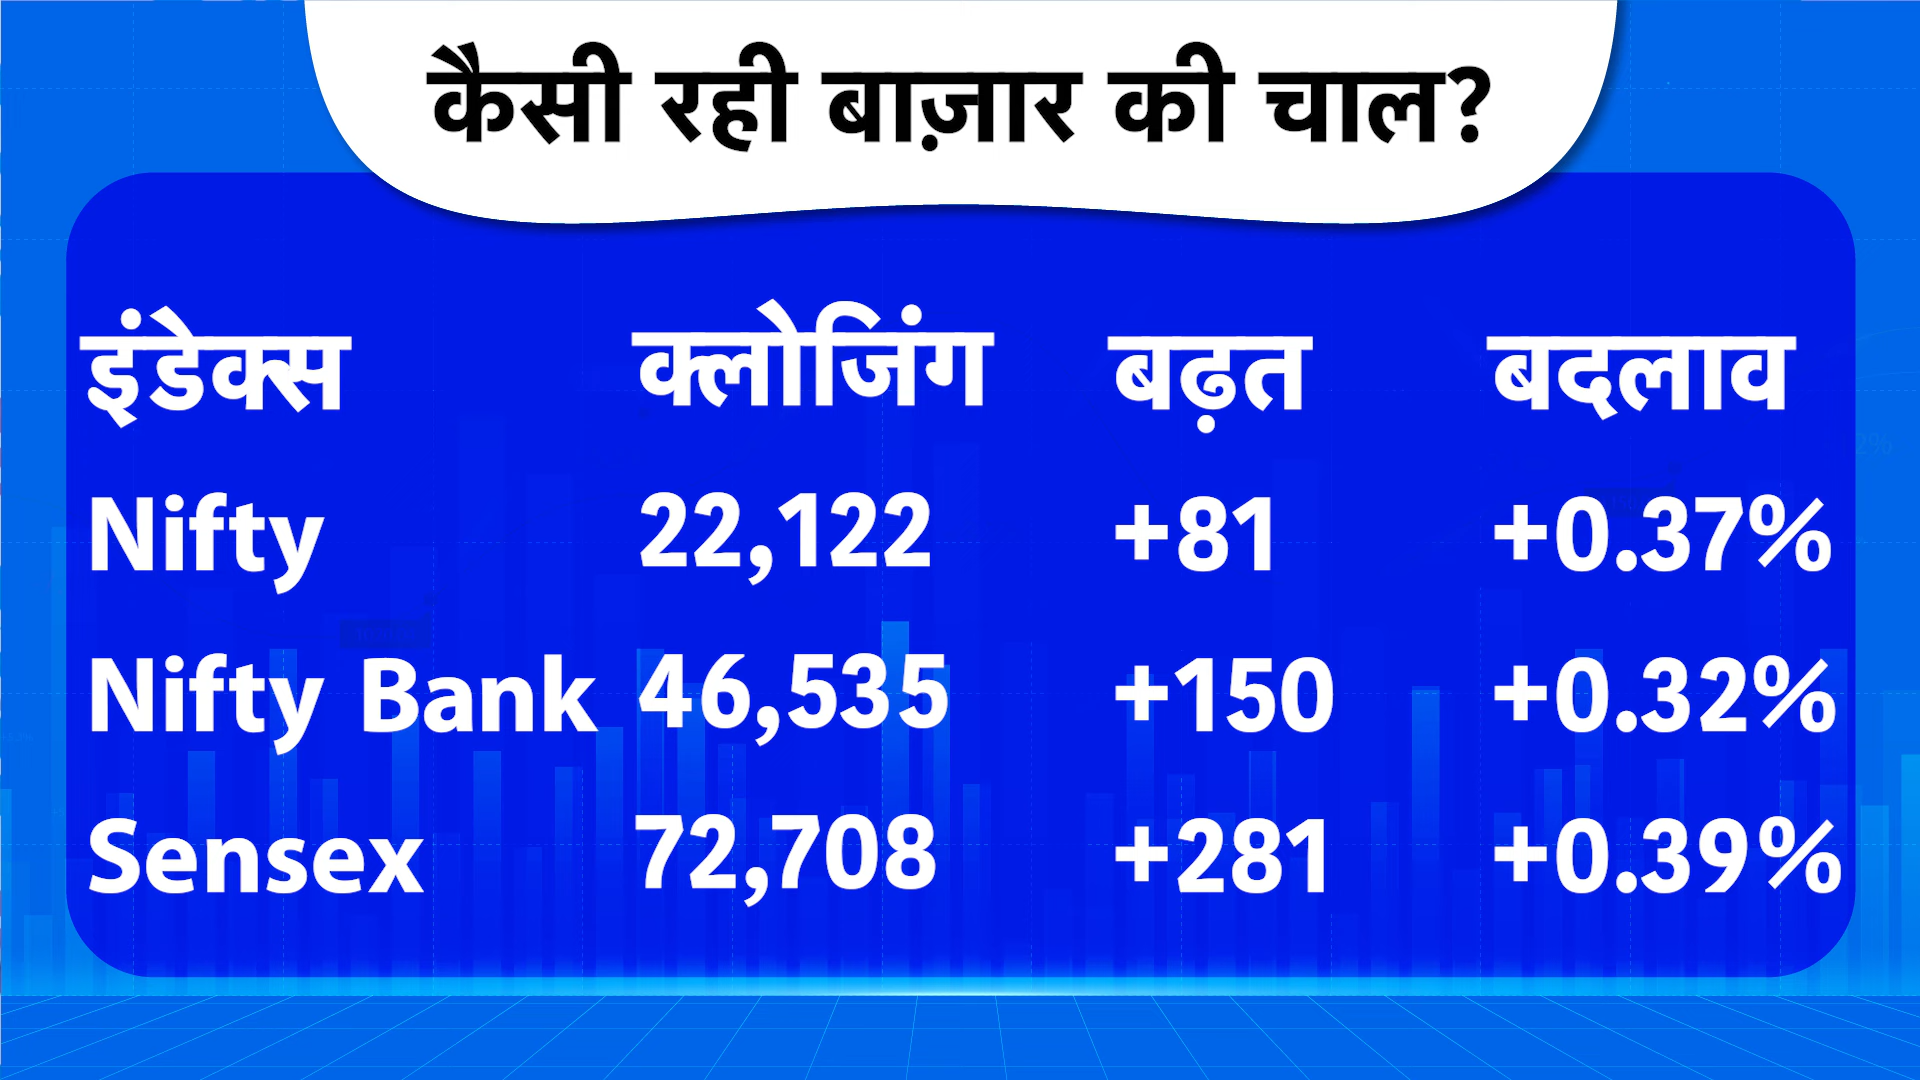 कैसी रही बाज़ार की चाल?
इंडेक्स क्लोजिंग बढ़त बदलाव
Nifty 22,122 +81 +0.37%
Nifty Bank 46,535 +150 +0.32%
Sensex 72,708 +281 +0.39%